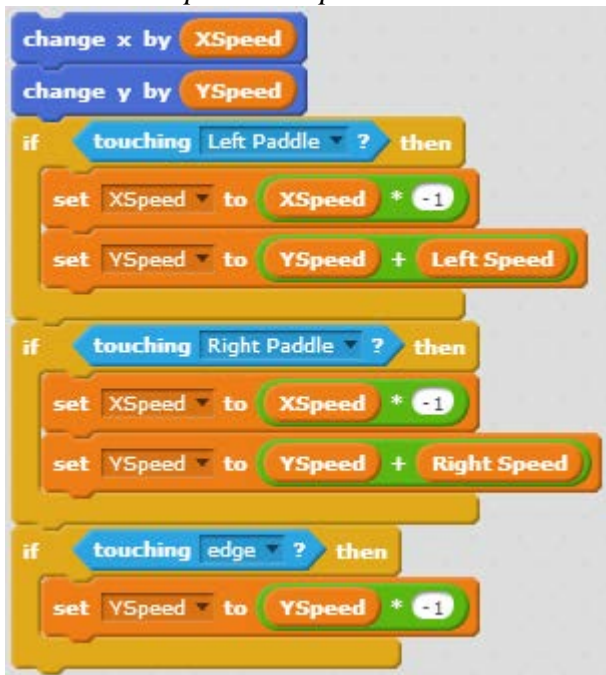 change x by XSpeed
change y by YSpeed
if touching Left Paddle ? then
set XSpeed to XSpeed * -1
set YSpeed to YSpeed + Left Speed
if touching Right Paddle ? then
set XSpeed to XSpeed * -1
set YSpeed to YSpeed + Right Speed
if touching edge ? then
set YSpeed to YSpeed * -1